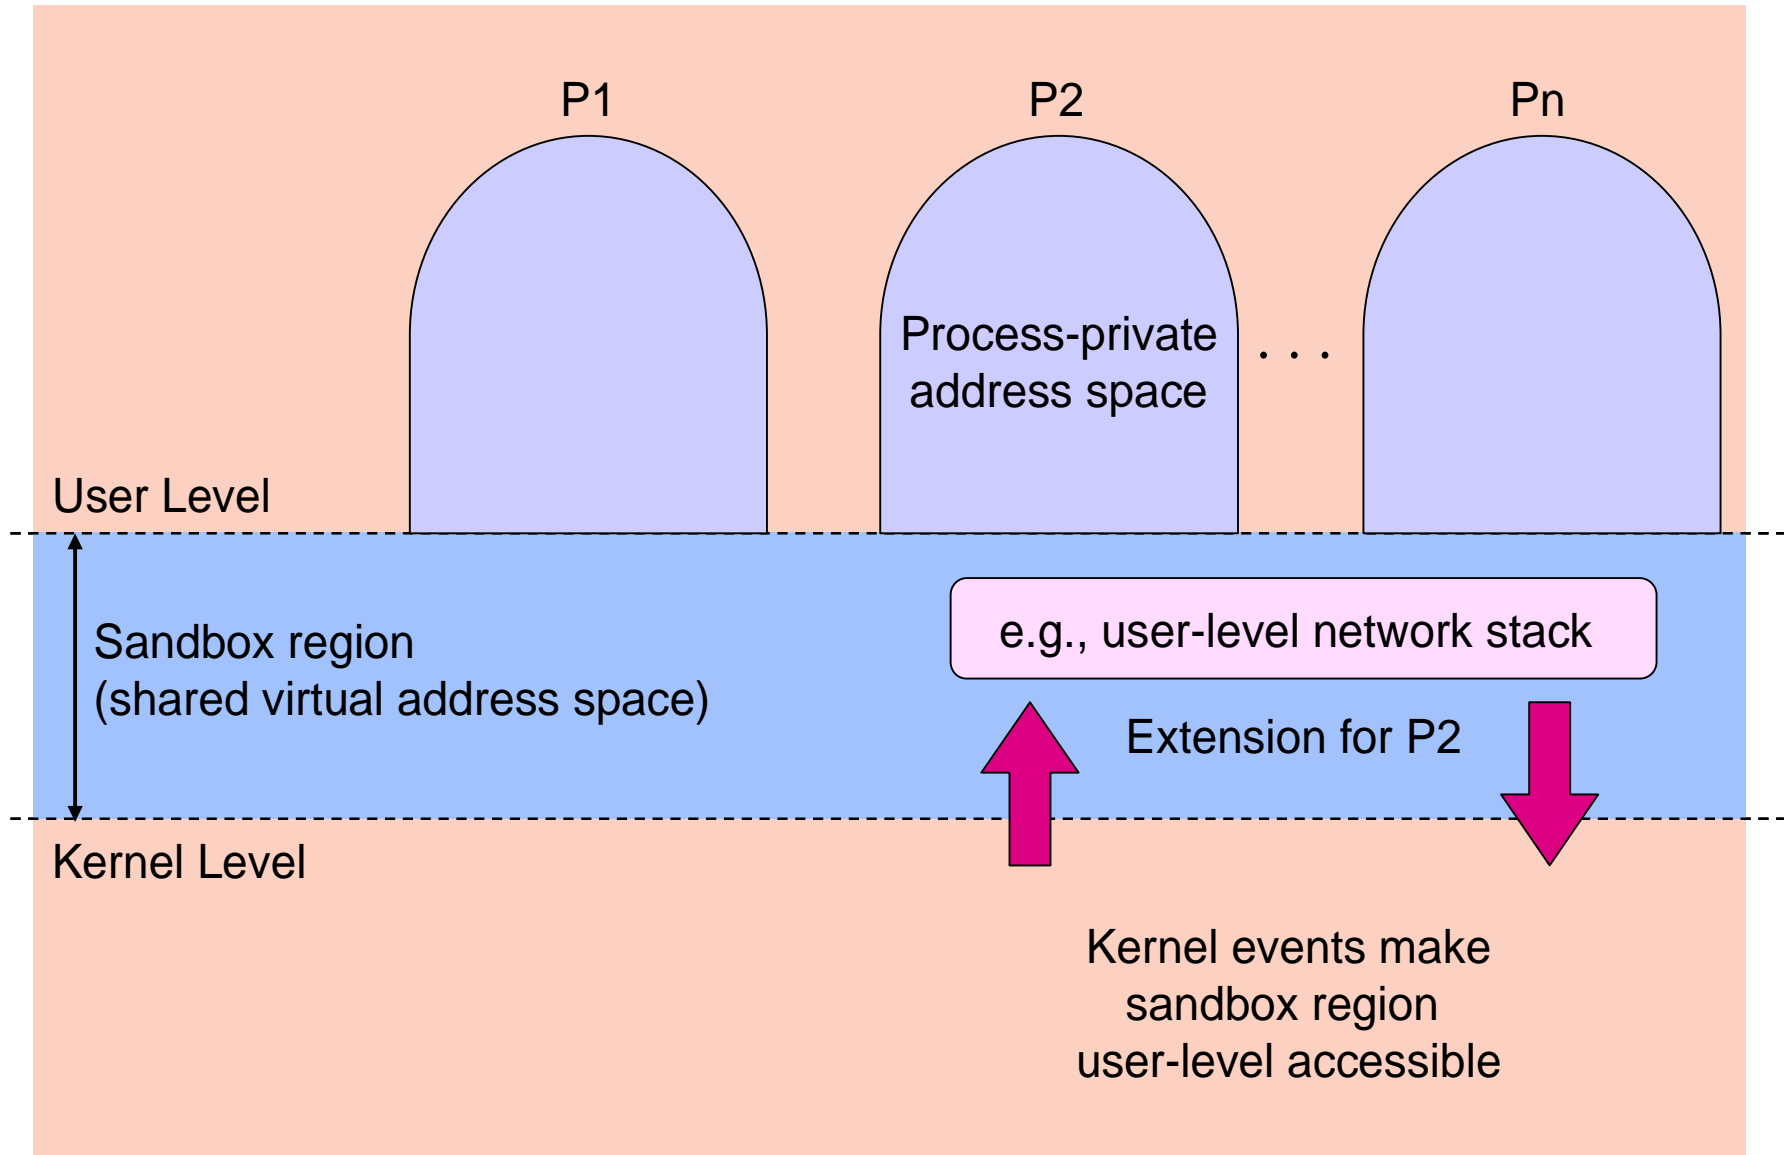 P1
P2
Pn
Process-private
address space
. . .
User Level
e.g., user-level network stack
Sandbox region
(shared virtual address space)
Extension for P2
Kernel Level
Kernel events make
sandbox region
user-level accessible